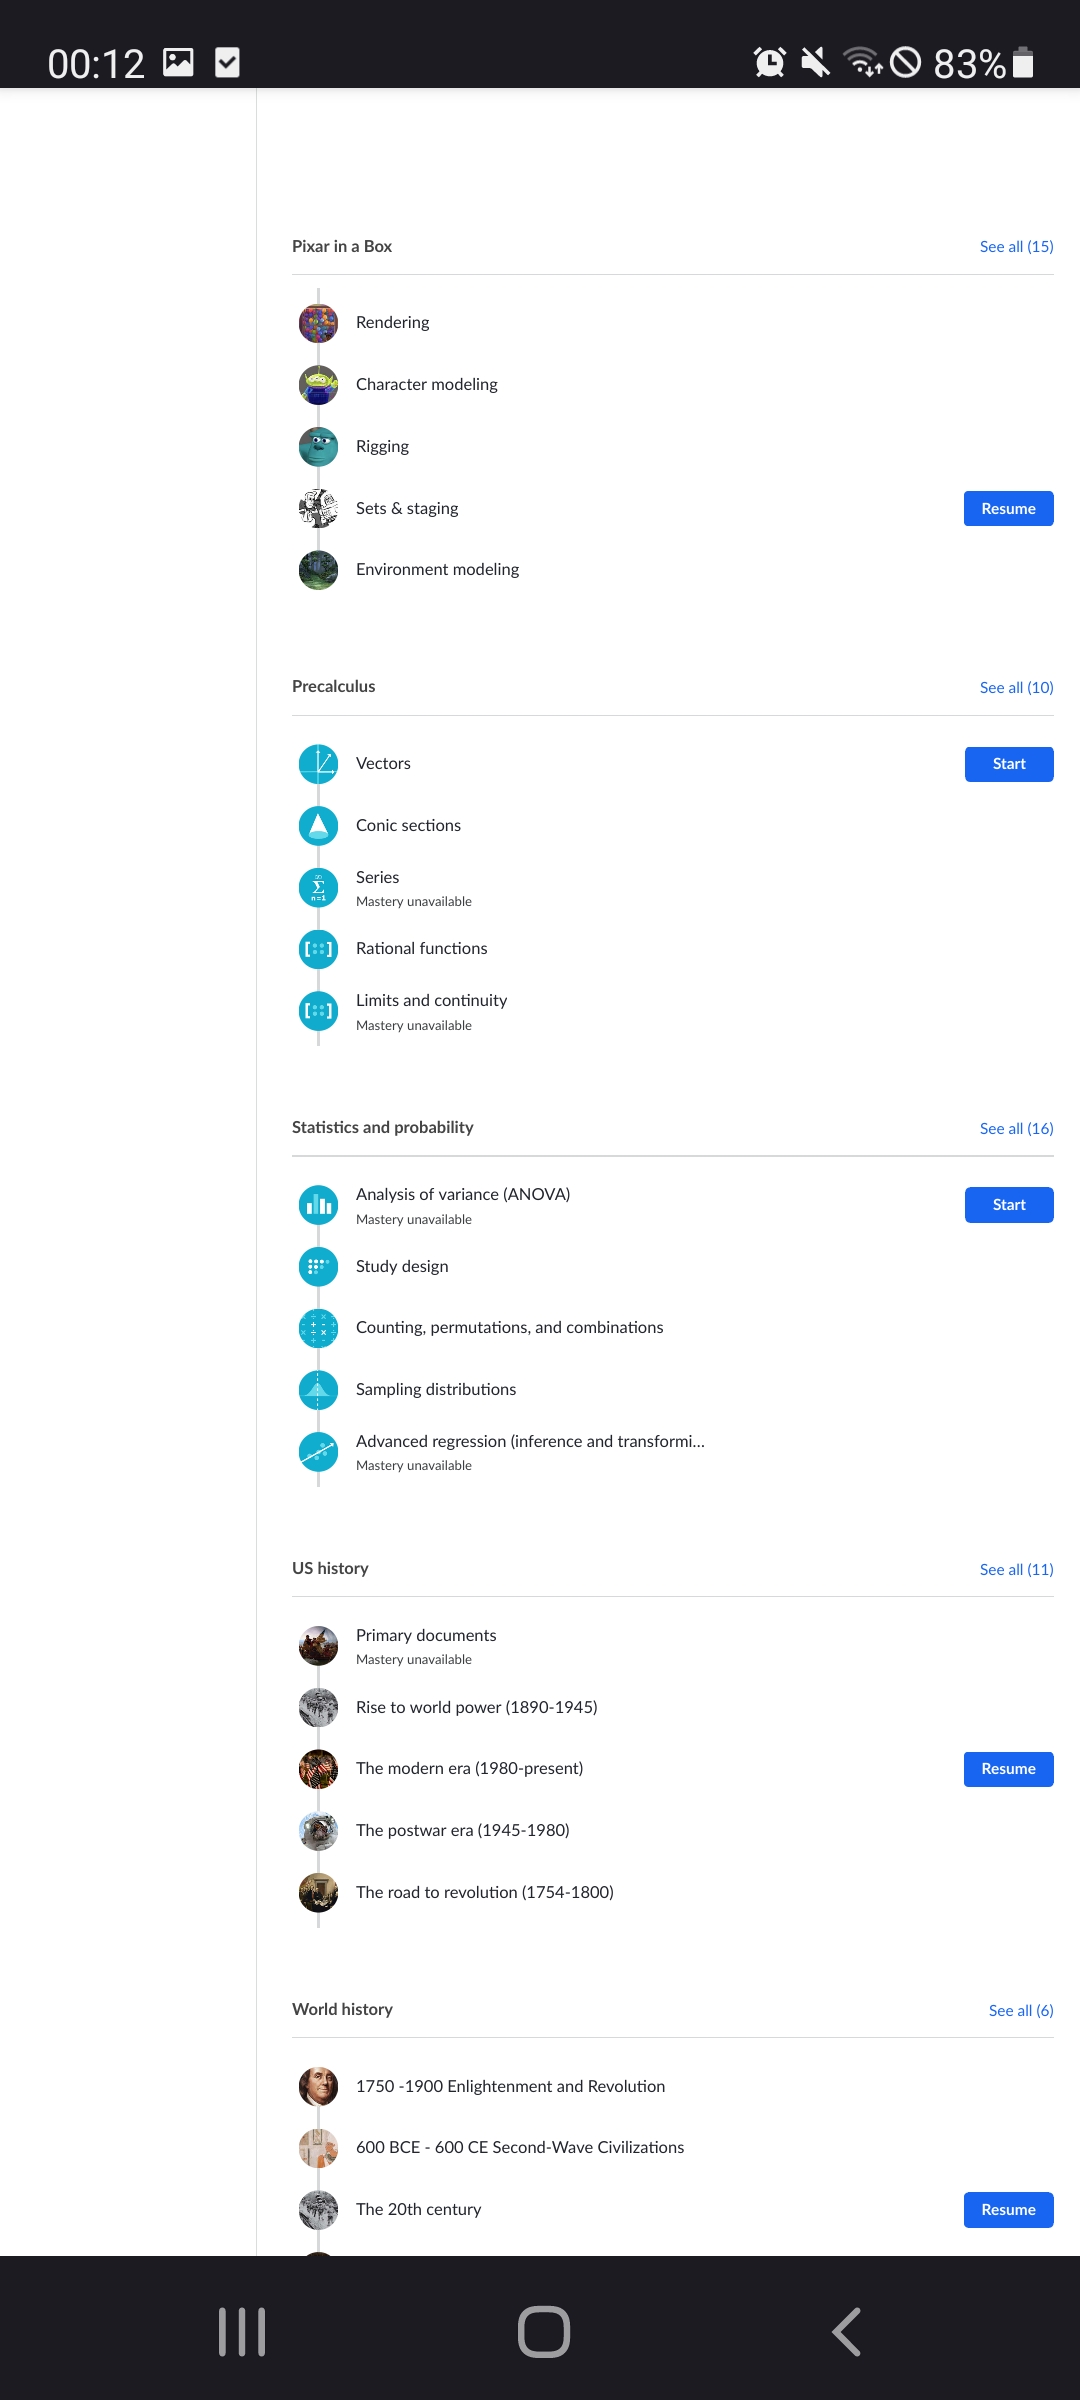 00:12
83%
Pixar in a Box
See all (15)
Rendering
Character modeling
Rigging
Sets & staging
Resume
Environment modeling
Precalculus
See all (10)
Vectors
Start
Conic sections
Series
Mastery unavailable
Rational functions
Limits and continuity
Mastery unavailable
Statistics and probability
See all (16)
Analysis of variance (ANOVA)
Mastery unavailable
Start
Study design
Counting, permutations, and combinations
Sampling distributions
Advanced regression (inference and transformi...
Mastery unavailable
US history
See all (11)
Primary documents
Mastery unavailable
Rise to world power (1890-1945)
The modern era (1980-present)
Resume
The postwar era (1945-1980)
The road to revolution (1754-1800)
World history
See all (6)
1750 -1900 Enlightenment and Revolution
600 BCE - 600 CE Second-Wave Civilizations
The 20th century
Resume